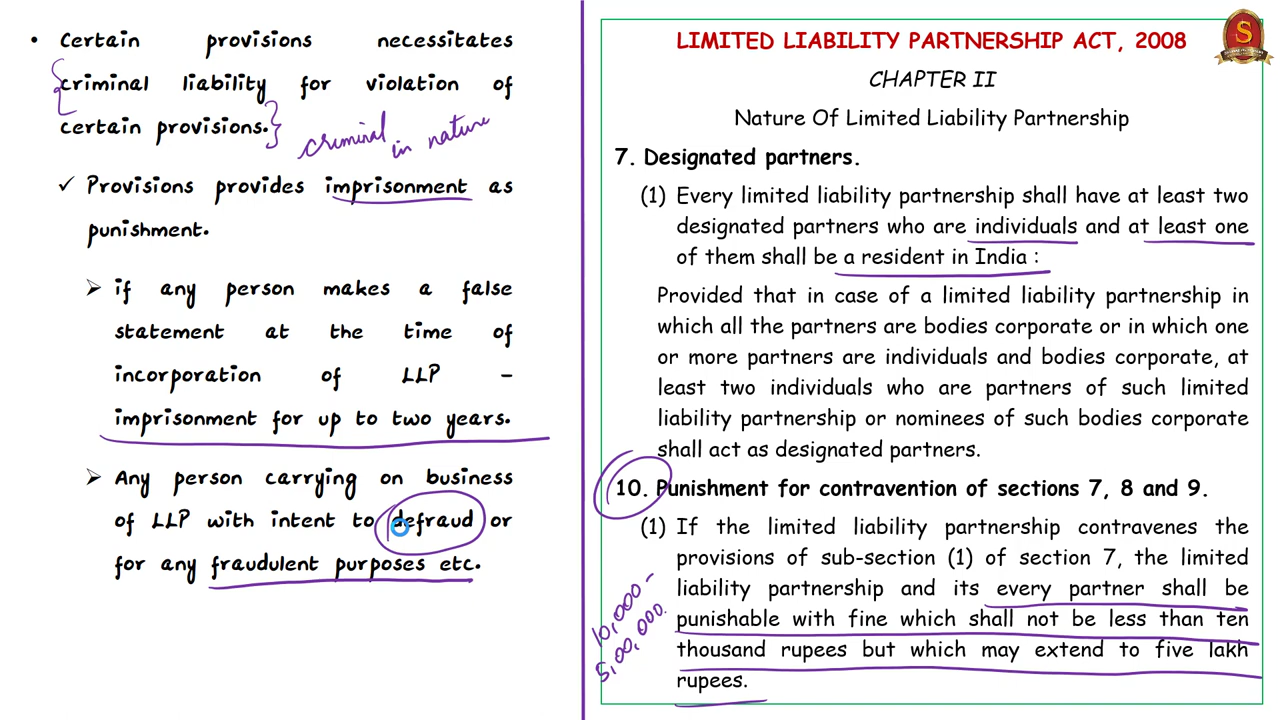 • Certain provisions necessitates
criminal liability for violation of
certain provisions.
criminal in nature
✓ Provisions provides imprisonment as
punishment.
➢ if any person makes a false
statement at the time of
incorporation of LLP –
imprisonment for up to two years.
➢ Any person carrying on business
of LLP with intent to defraud or
for any fraudulent purposes etc.
LIMITED LIABILITY PARTNERSHIP ACT, 2008
CHAPTER II
Nature Of Limited Liability Partnership
7. Designated partners.
(1) Every limited liability partnership shall have at least two
designated partners who are individuals and at least one
of them shall be a resident in India :
Provided that in case of a limited liability partnership in
which all the partners are bodies corporate or in which one
or more partners are individuals and bodies corporate, at
least two individuals who are partners of such limited
liability partnership or nominees of such bodies corporate
shall act as designated partners.
10. Punishment for contravention of sections 7, 8 and 9.
(1) If the limited liability partnership contravenes the
provisions of sub-section (1) of section 7, the limited
liability partnership and its every partner shall be
punishable with fine which shall not be less than ten
thousand rupees but which may extend to five lakh
rupees.
10,000 –
5,00,000.
S